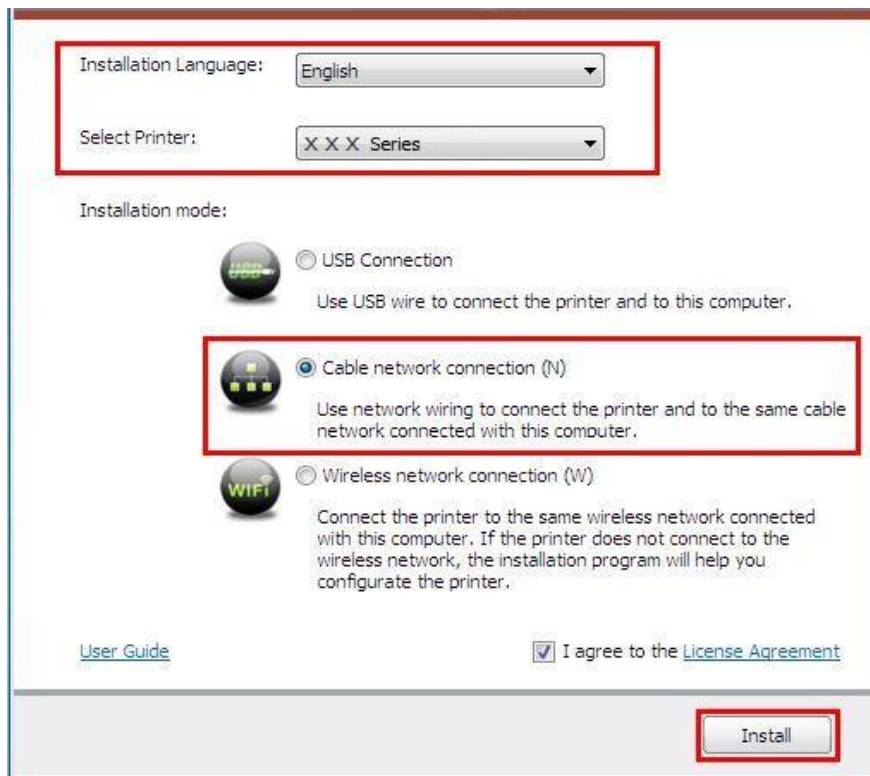 Installation Language: English
Select Printer: X X X Series
Installation mode:
USB
USB Connection
Use USB wire to connect the printer and to this computer.
Cable network connection (N)
Use network wiring to connect the printer and to the same cable
network connected with this computer.
WIFI
Wireless network connection (W)
Connect the printer to the same wireless network connected
with this computer. If the printer does not connect to the
wireless network, the installation program will help you
configurate the printer.
User Guide
I agree to the License Agreement
Install